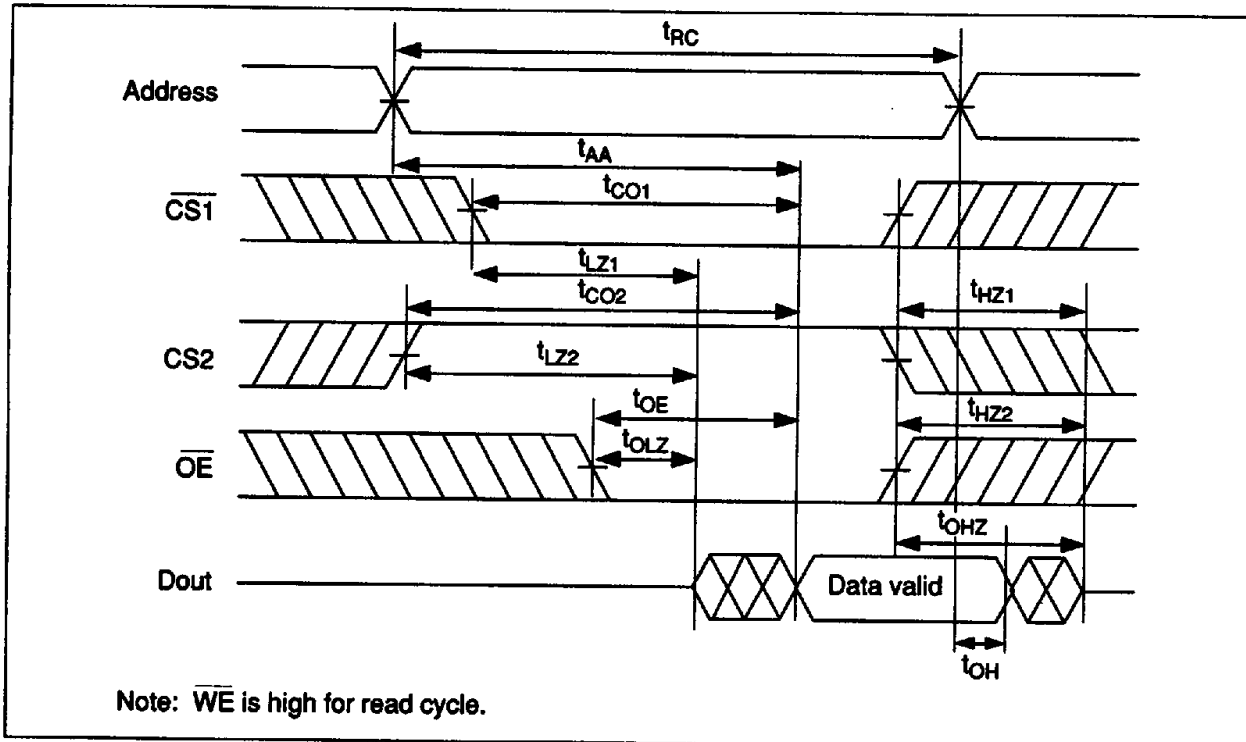 tRC
Address
tAA
CS1
tCO1
tLZ1
tCO2
tHZ1
CS2
tLZ2
tOE
tHZ2
OE
tOLZ
tOHZ
Dout
Data valid
tOH
Note: WE is high for read cycle.